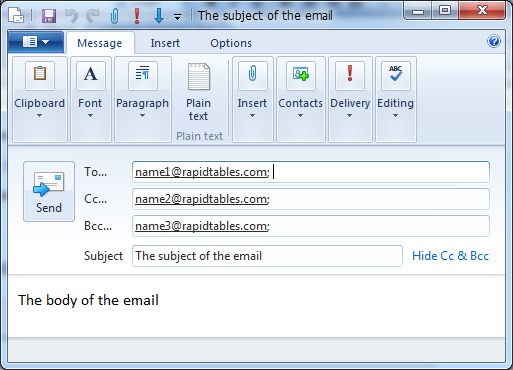 The subject of the email
Message Insert Options
Clipboard Font Paragraph Plain text Insert Contacts Delivery Editing
ABC
Plain text
To... name1@rapidtables.com;
Cc... name2@rapidtables.com;
Bcc... name3@rapidtables.com;
Send
Subject The subject of the email Hide Cc & Bcc
The body of the email